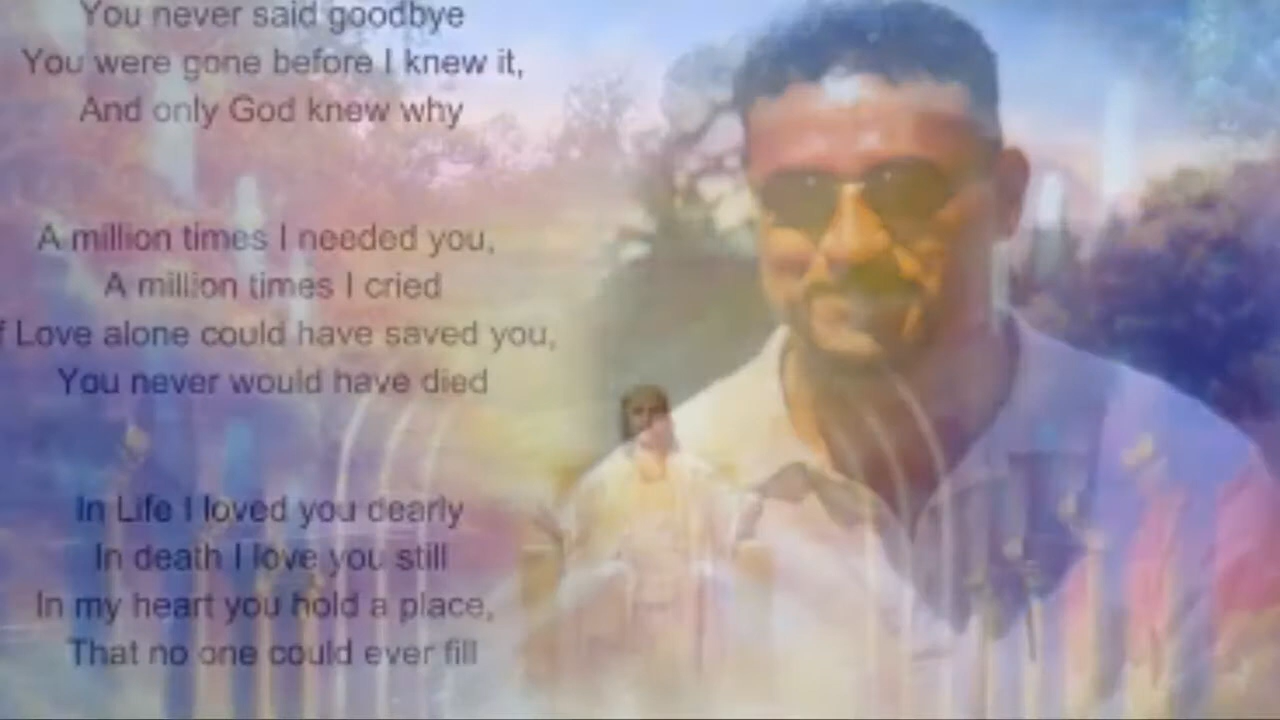 You never said goodbye
You were gone before I knew it,
And only God knew why
A million times I needed you,
A million times I cried
f Love alone could have saved you,
You never would have died
In Life I loved you dearly
In death I love you still
In my heart you hold a place,
That no one could ever fill